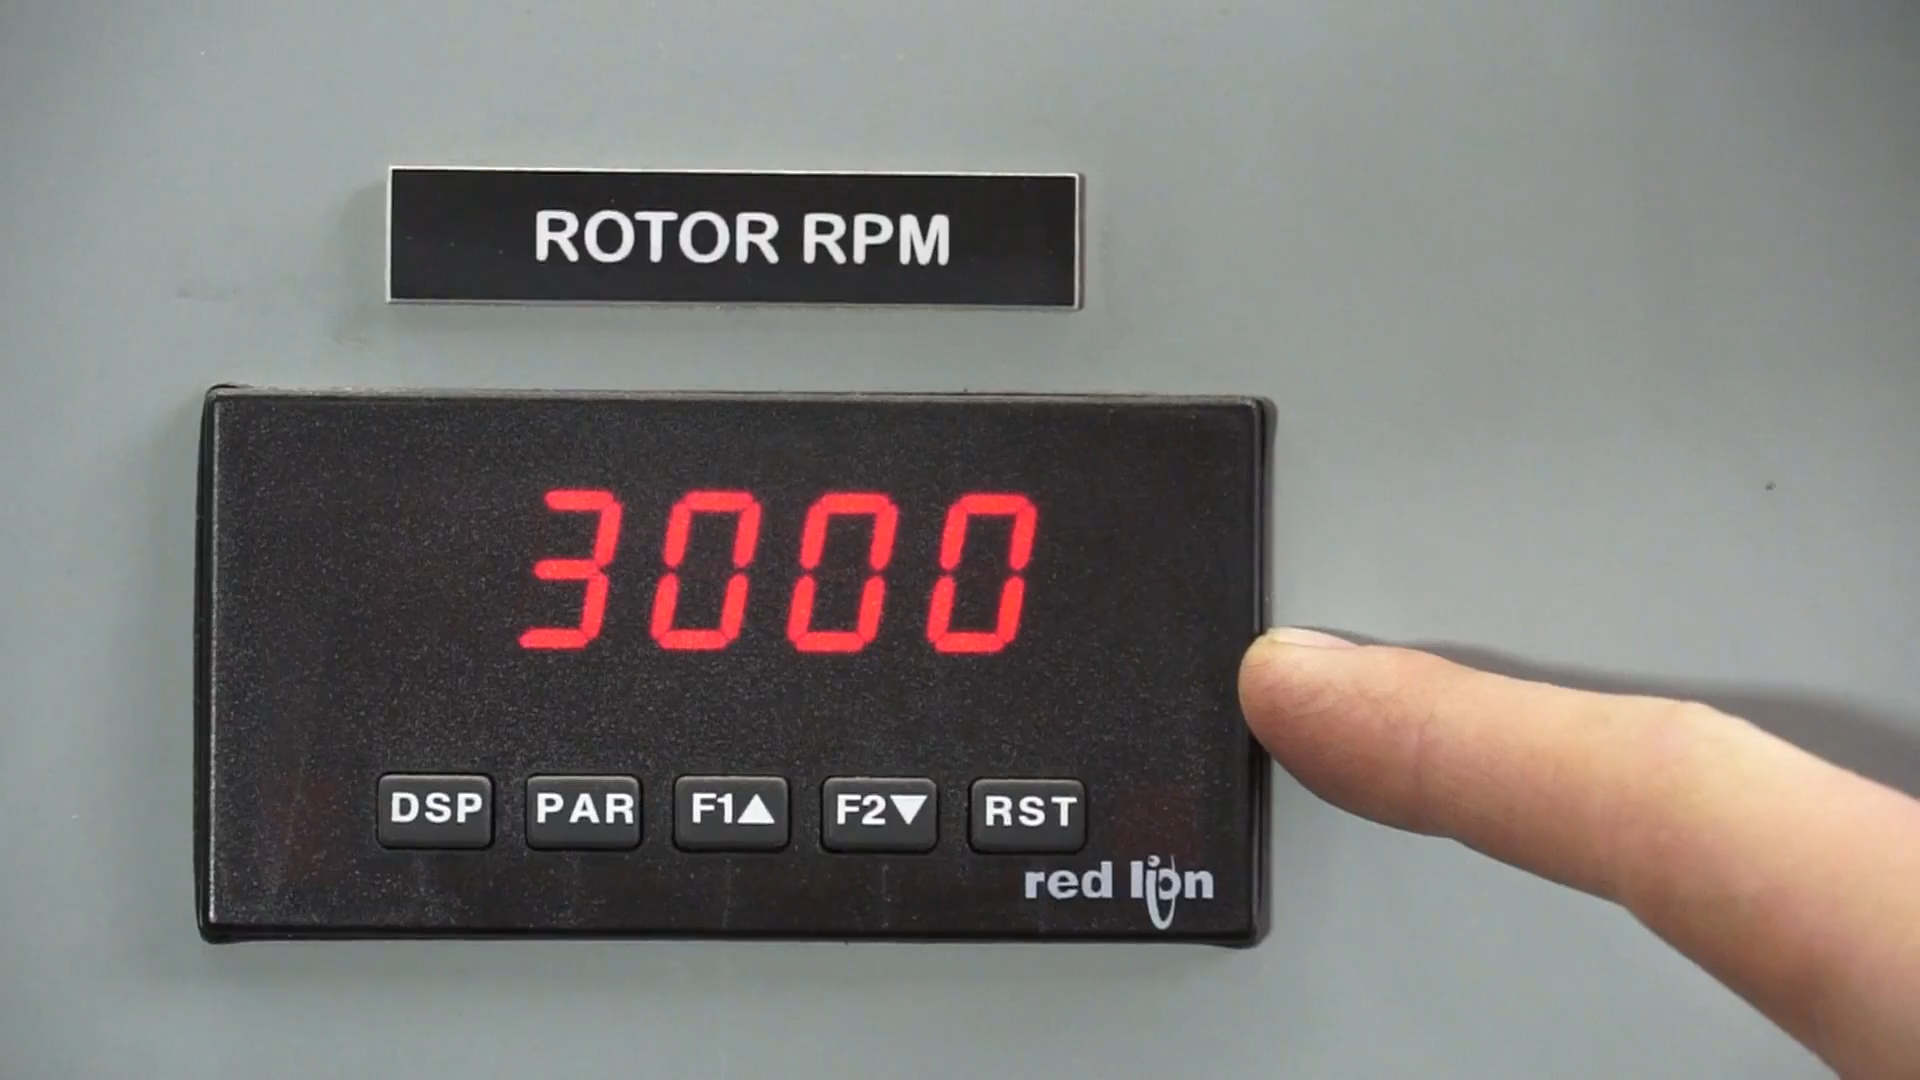 ROTOR RPM
3000
DSP PAR F1▲ F2▼ RST
red lion